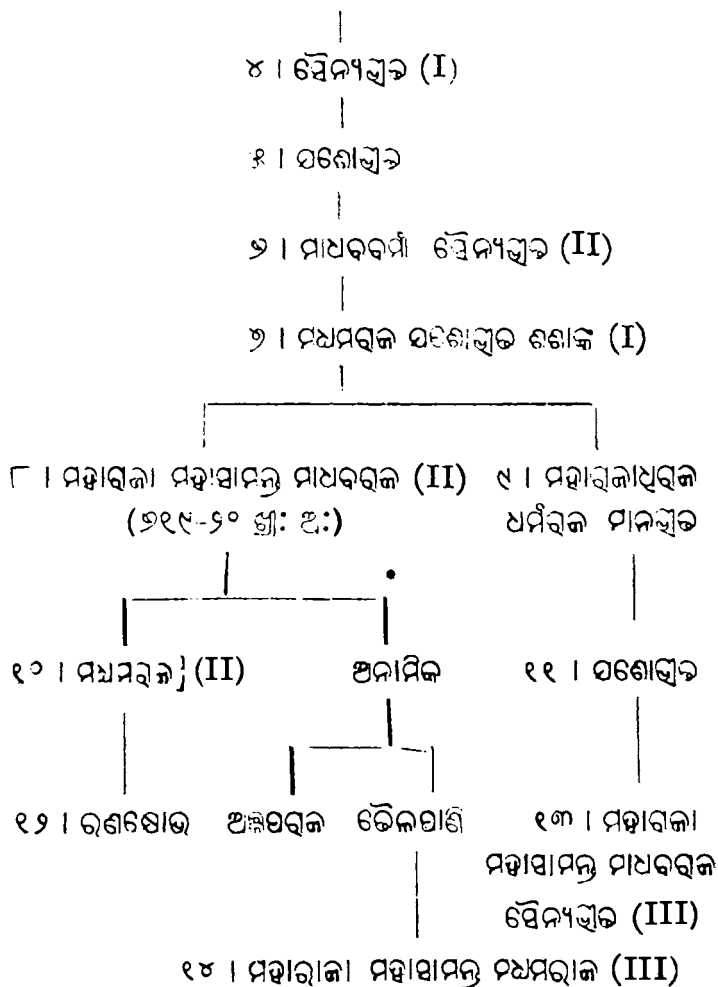 ୪ । ସୈନ୍ୟଭୀତ (I)
୫ । ଯଶୋଭୀତ
୬ । ମାଧବବର୍ମା ସୈନ୍ୟଭୀତ (II)
୭ । ମଧ୍ୟମରାଜ ଯଶୋଭୀତ ଶଶାଙ୍କ (I)
୮ । ମହାରାଜା ମହାସାମନ୍ତ ମାଧବରାଜ (II) ୯ । ମହାରାଜାଧିରାଜ
(୬୧୯-୨୦ ଖ୍ରୀ: ଅ:) ଧର୍ମରାଜ ମାନଭୀତ
୧୦ । ମଧ୍ୟମରାଜ (II) ଅନାମିକ ୧୧ । ଯଶୋଭୀତ
୧୨ । ରଣକ୍ଷୋଭ ଅଲ୍ଲପରାଜ ତୈଳପାଣି ୧୩ । ମହାରାଜା
ମହାସାମନ୍ତ ମାଧବରାଜ
ସୈନ୍ୟଭୀତ (III)
୧୪ । ମହାରାଜା ମହାସାମନ୍ତ ମଧ୍ୟମରାଜ (III)